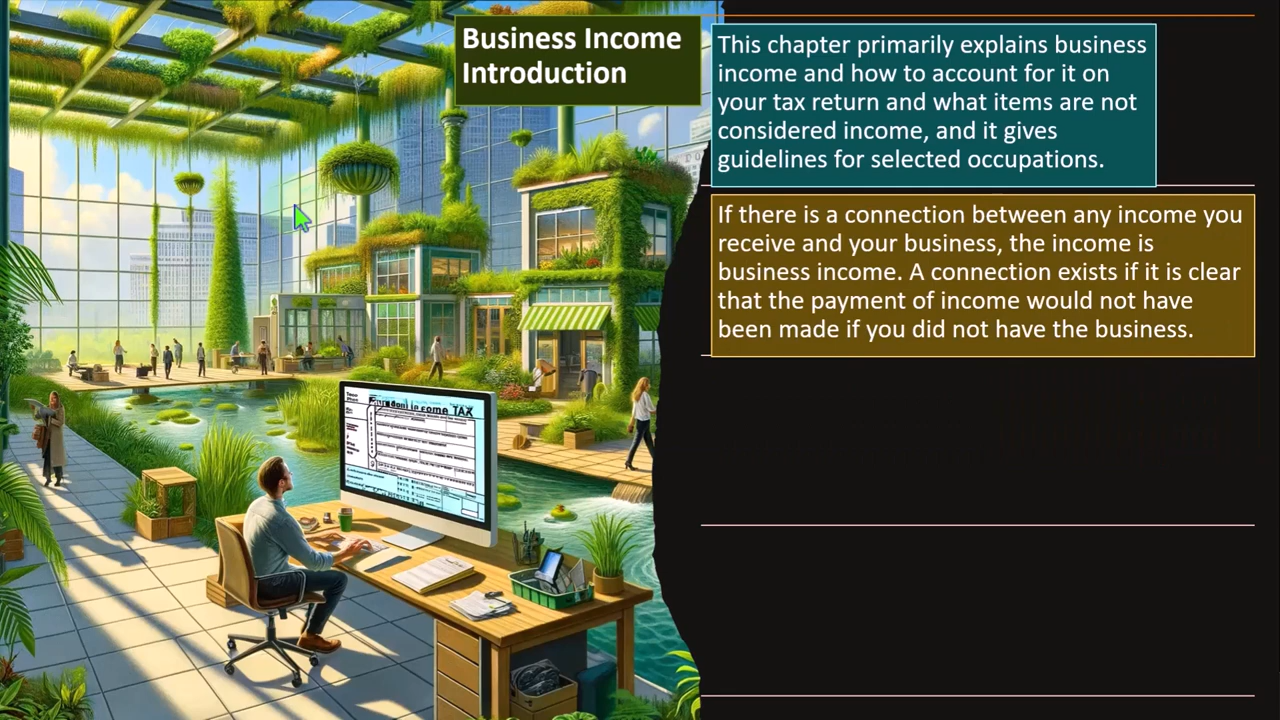 Business Income
Introduction
This chapter primarily explains business
income and how to account for it on
your tax return and what items are not
considered income, and it gives
guidelines for selected occupations.
If there is a connection between any income you
receive and your business, the income is
business income. A connection exists if it is clear
that the payment of income would not have
been made if you did not have the business.
TAX